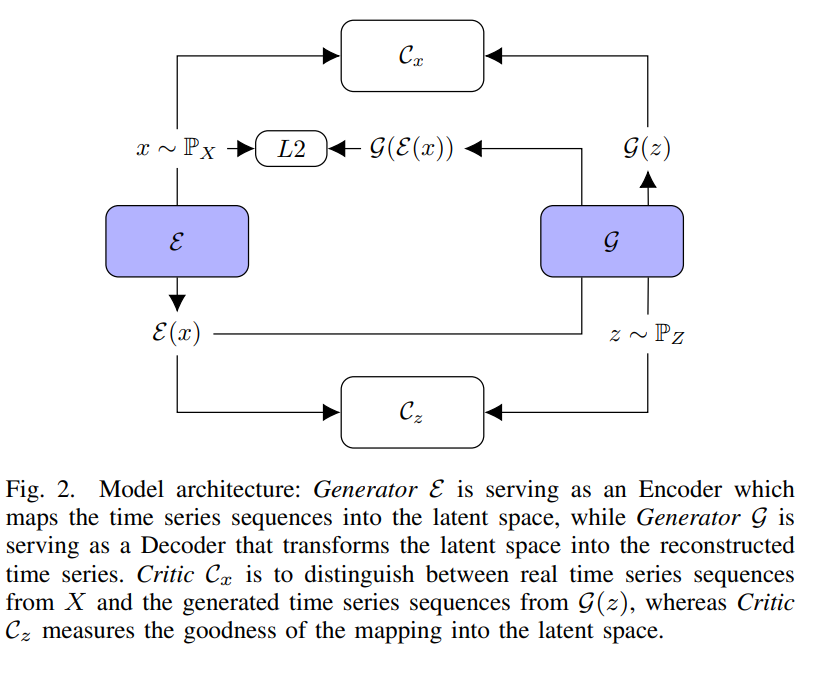 𝒞x
x ∼ ℙX
L2
𝒢(ℰ(x))
𝒢(z)
ℰ
𝒢
ℰ(x)
z ∼ ℙZ
𝒞z
Fig. 2. Model architecture: Generator ℰ is serving as an Encoder which
maps the time series sequences into the latent space, while Generator 𝒢 is
serving as a Decoder that transforms the latent space into the reconstructed
time series. Critic 𝒞x is to distinguish between real time series sequences
from X and the generated time series sequences from 𝒢(z), whereas Critic
𝒞z measures the goodness of the mapping into the latent space.